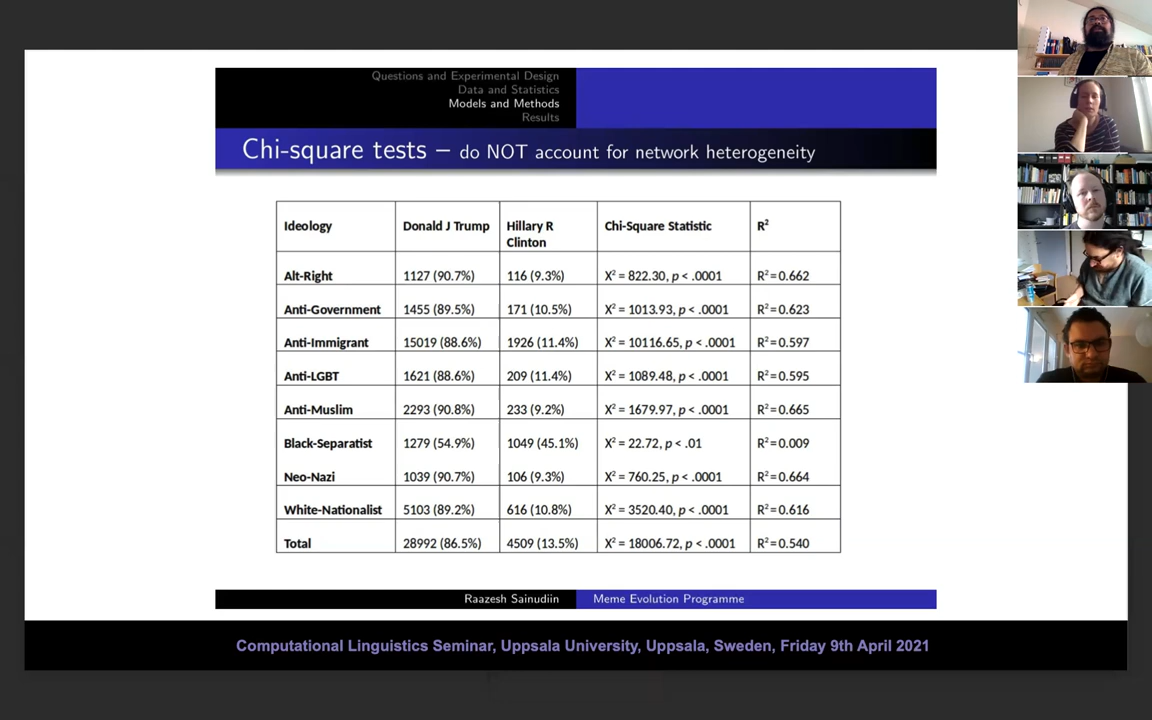 Questions and Experimental Design
Data and Statistics
Models and Methods
Results
Chi-square tests – do NOT account for network heterogeneity
Ideology Donald J Trump Hillary R Clinton Chi-Square Statistic R²
Alt-Right 1127 (90.7%) 116 (9.3%) X² = 822.30, p < .0001 R²=0.662
Anti-Government 1455 (89.5%) 171 (10.5%) X² = 1013.93, p < .0001 R²=0.623
Anti-Immigrant 15019 (88.6%) 1926 (11.4%) X² = 10116.65, p < .0001 R²=0.597
Anti-LGBT 1621 (88.6%) 209 (11.4%) X² = 1089.48, p < .0001 R²=0.595
Anti-Muslim 2293 (90.8%) 233 (9.2%) X² = 1679.97, p < .0001 R²=0.665
Black-Separatist 1279 (54.9%) 1049 (45.1%) X² = 22.72, p < .01 R²=0.009
Neo-Nazi 1039 (90.7%) 106 (9.3%) X² = 760.25, p < .0001 R²=0.664
White-Nationalist 5103 (89.2%) 616 (10.8%) X² = 3520.40, p < .0001 R²=0.616
Total 28992 (86.5%) 4509 (13.5%) X² = 18006.72, p < .0001 R²=0.540
Raazesh Sainudiin Meme Evolution Programme
Computational Linguistics Seminar, Uppsala University, Uppsala, Sweden, Friday 9th April 2021